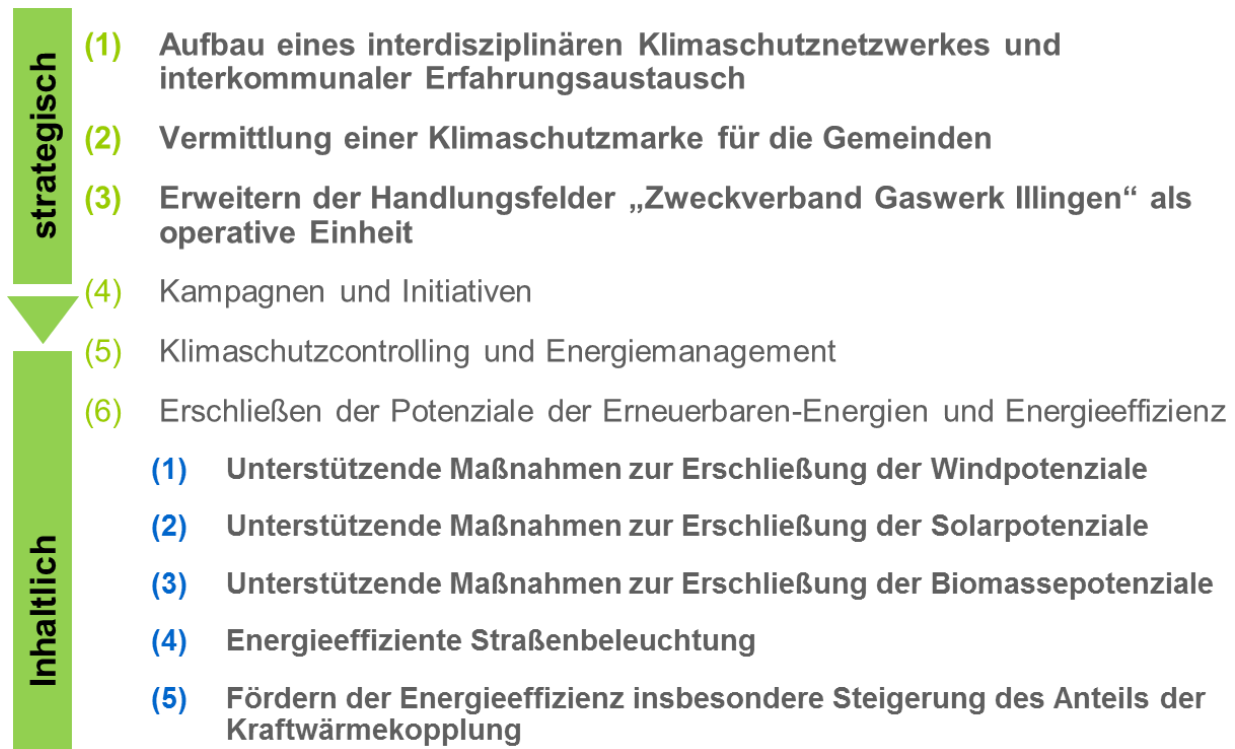 strategisch
(1) Aufbau eines interdisziplinären Klimaschutznetzwerkes und
interkommunaler Erfahrungsaustausch
(2) Vermittlung einer Klimaschutzmarke für die Gemeinden
(3) Erweitern der Handlungsfelder „Zweckverband Gaswerk Illingen“ als
operative Einheit
(4) Kampagnen und Initiativen
Inhaltlich
(5) Klimaschutzcontrolling und Energiemanagement
(6) Erschließen der Potenziale der Erneuerbaren-Energien und Energieeffizienz
(1) Unterstützende Maßnahmen zur Erschließung der Windpotenziale
(2) Unterstützende Maßnahmen zur Erschließung der Solarpotenziale
(3) Unterstützende Maßnahmen zur Erschließung der Biomassepotenziale
(4) Energieeffiziente Straßenbeleuchtung
(5) Fördern der Energieeffizienz insbesondere Steigerung des Anteils der
Kraftwärmekopplung